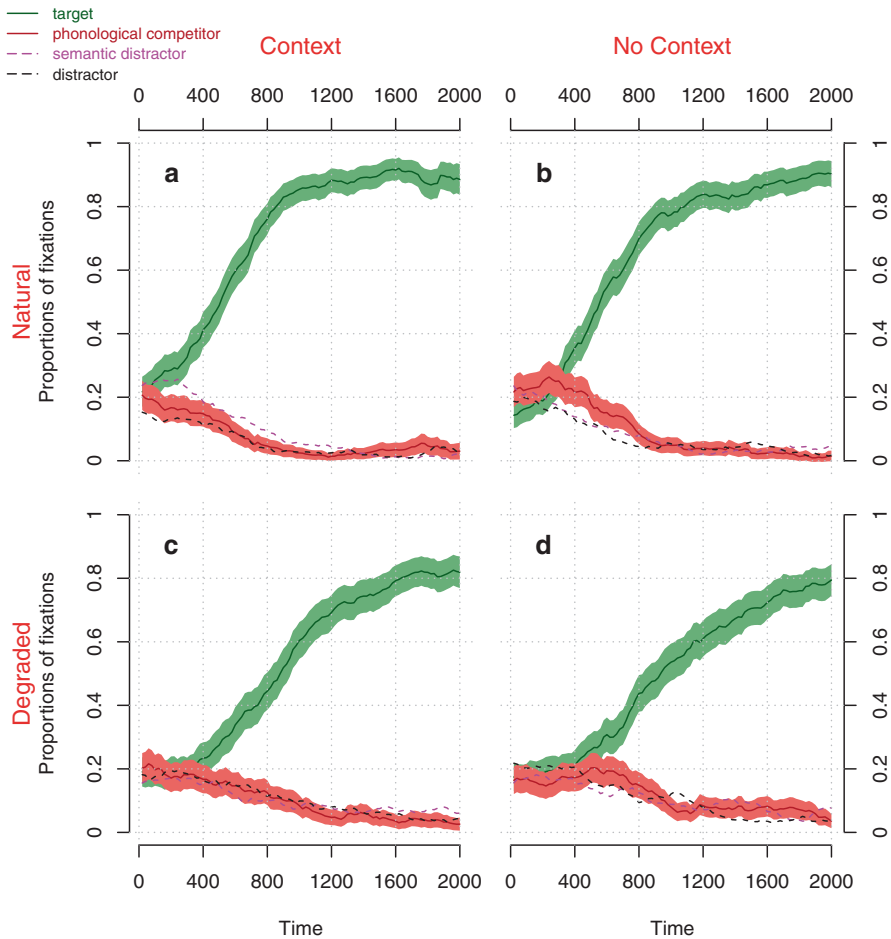 target
phonological competitor
semantic distractor
distractor
Context
No Context
0 400 800 1200 1600 2000
0 400 800 1200 1600 2000
Natural
Proportions of fixations
0 0.2 0.4 0.6 0.8 1
a
b
0 0.2 0.4 0.6 0.8 1
Degraded
Proportions of fixations
0 0.2 0.4 0.6 0.8 1
c
d
0 0.2 0.4 0.6 0.8 1
0 400 800 1200 1600 2000
0 400 800 1200 1600 2000
Time
Time